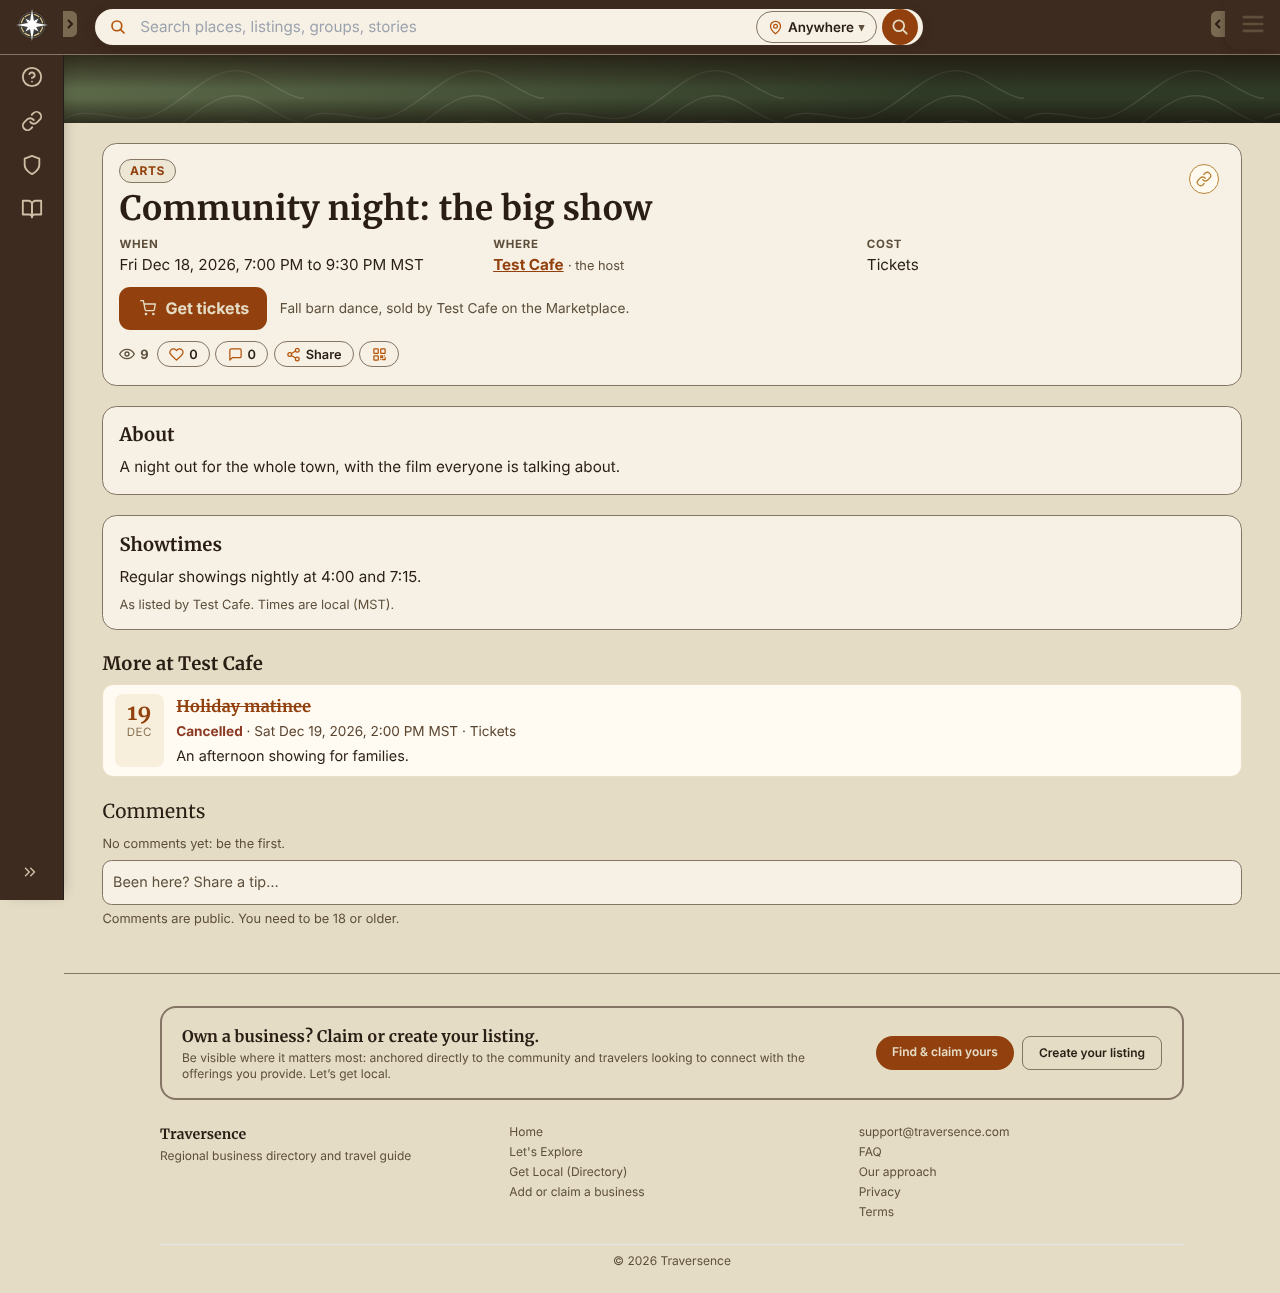 Search places, listings, groups, stories
Anywhere ▾
ARTS
Community night: the big show
WHEN
Fri Dec 18, 2026, 7:00 PM to 9:30 PM MST
WHERE
Test Cafe · the host
COST
Tickets
Get tickets
Fall barn dance, sold by Test Cafe on the Marketplace.
9
0
0
Share
About
A night out for the whole town, with the film everyone is talking about.
Showtimes
Regular showings nightly at 4:00 and 7:15.
As listed by Test Cafe. Times are local (MST).
More at Test Cafe
19
DEC
Holiday matinee
Cancelled · Sat Dec 19, 2026, 2:00 PM MST · Tickets
An afternoon showing for families.
Comments
No comments yet: be the first.
Been here? Share a tip...
Comments are public. You need to be 18 or older.
Own a business? Claim or create your listing.
Be visible where it matters most: anchored directly to the community and travelers looking to connect with the
offerings you provide. Let’s get local.
Find & claim yours
Create your listing
Traversence
Regional business directory and travel guide
Home
Let's Explore
Get Local (Directory)
Add or claim a business
support@traversence.com
FAQ
Our approach
Privacy
Terms
© 2026 Traversence